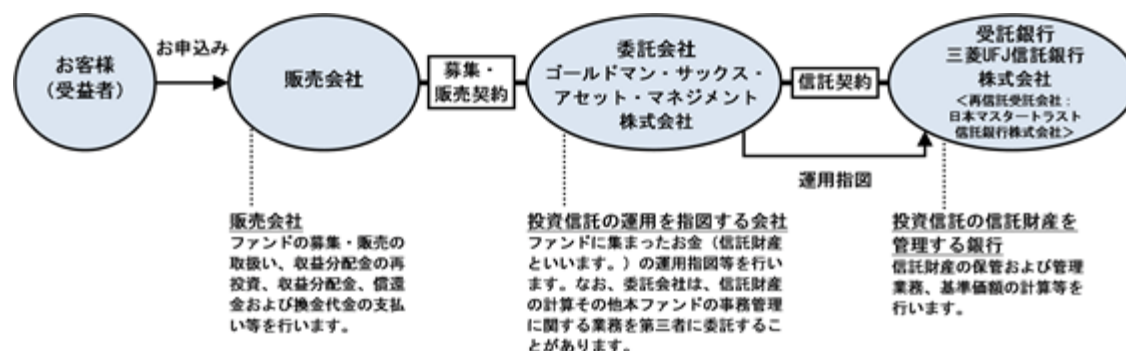 お客様
（受益者）
お申込み
販売会社
募集・
販売契約
委託会社
ゴールドマン・サックス・
アセット・マネジメント
株式会社
信託契約
受託銀行
三菱UFJ信託銀行
株式会社
＜再信託受託会社：
日本マスタートラスト
信託銀行株式会社＞
運用指図
販売会社
ファンドの募集・販売の
取扱い、収益分配金の再
投資、収益分配金、償還
金および換金代金の支払
い等を行います。
投資信託の運用を指図する会社
ファンドに集まったお金（信託財産
といいます。）の運用指図等を行い
ます。なお、委託会社は、信託財産
の計算その他本ファンドの事務管理
に関する業務を第三者に委託するこ
とがあります。
投資信託の信託財産を
管理する銀行
信託財産の保管および管理
業務、基準価額の計算等を
行います。